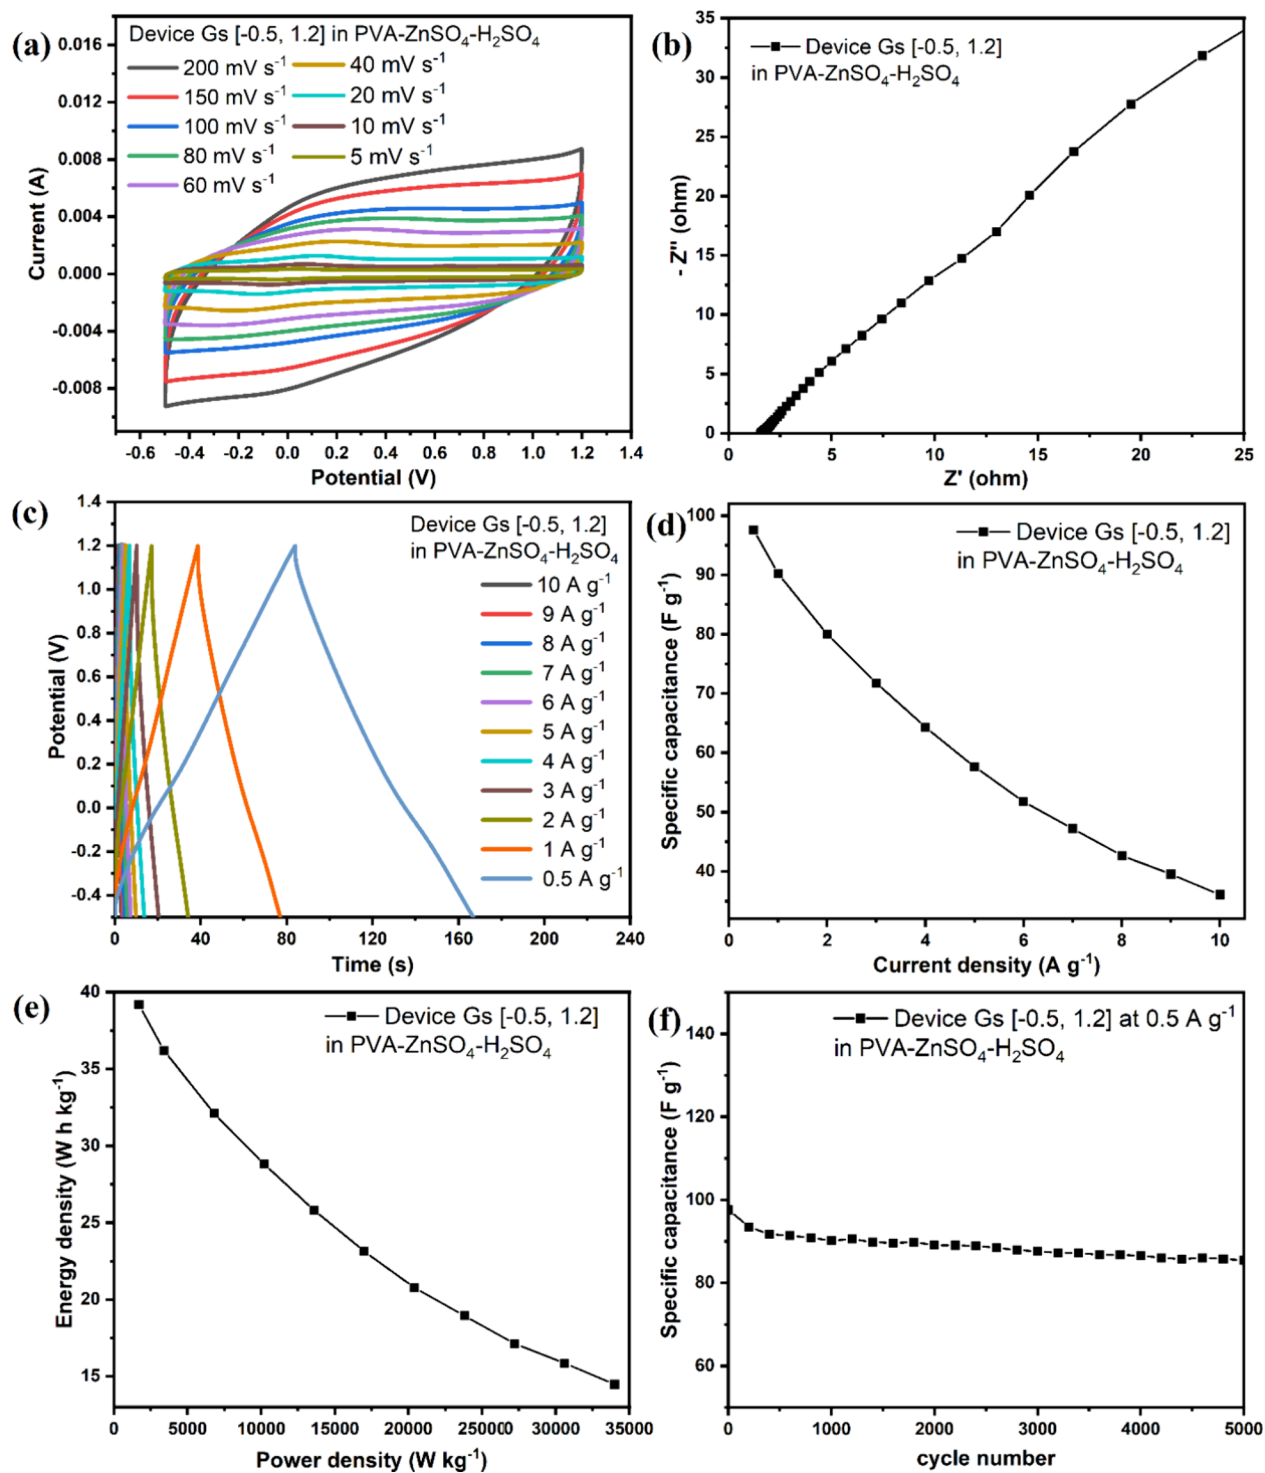 (a)
Device Gs [-0.5, 1.2] in PVA-ZnSO₄-H₂SO₄
200 mV s⁻¹
40 mV s⁻¹
150 mV s⁻¹
20 mV s⁻¹
100 mV s⁻¹
10 mV s⁻¹
80 mV s⁻¹
5 mV s⁻¹
60 mV s⁻¹
0.016
0.012
0.008
0.004
0.000
-0.004
-0.008
Current (A)
-0.6 -0.4 -0.2 0.0 0.2 0.4 0.6 0.8 1.0 1.2 1.4
Potential (V)
(b)
Device Gs [-0.5, 1.2]
in PVA-ZnSO₄-H₂SO₄
35
30
25
20
15
10
5
0
- Z" (ohm)
0 5 10 15 20 25
Z' (ohm)
(c)
Device Gs [-0.5, 1.2]
in PVA-ZnSO₄-H₂SO₄
10 A g⁻¹
9 A g⁻¹
8 A g⁻¹
7 A g⁻¹
6 A g⁻¹
5 A g⁻¹
4 A g⁻¹
3 A g⁻¹
2 A g⁻¹
1 A g⁻¹
0.5 A g⁻¹
1.4
1.2
1.0
0.8
0.6
0.4
0.2
0.0
-0.2
-0.4
Potential (V)
0 40 80 120 160 200 240
Time (s)
(d)
Device Gs [-0.5, 1.2]
in PVA-ZnSO₄-H₂SO₄
100
90
80
70
60
50
40
Specific capacitance (F g⁻¹)
0 2 4 6 8 10
Current density (A g⁻¹)
(e)
Device Gs [-0.5, 1.2]
in PVA-ZnSO₄-H₂SO₄
40
35
30
25
20
15
Energy density (W h kg⁻¹)
0 5000 10000 15000 20000 25000 30000 35000
Power density (W kg⁻¹)
(f)
Device Gs [-0.5, 1.2] at 0.5 A g⁻¹
in PVA-ZnSO₄-H₂SO₄
140
120
100
80
60
Specific capacitance (F g⁻¹)
0 1000 2000 3000 4000 5000
cycle number